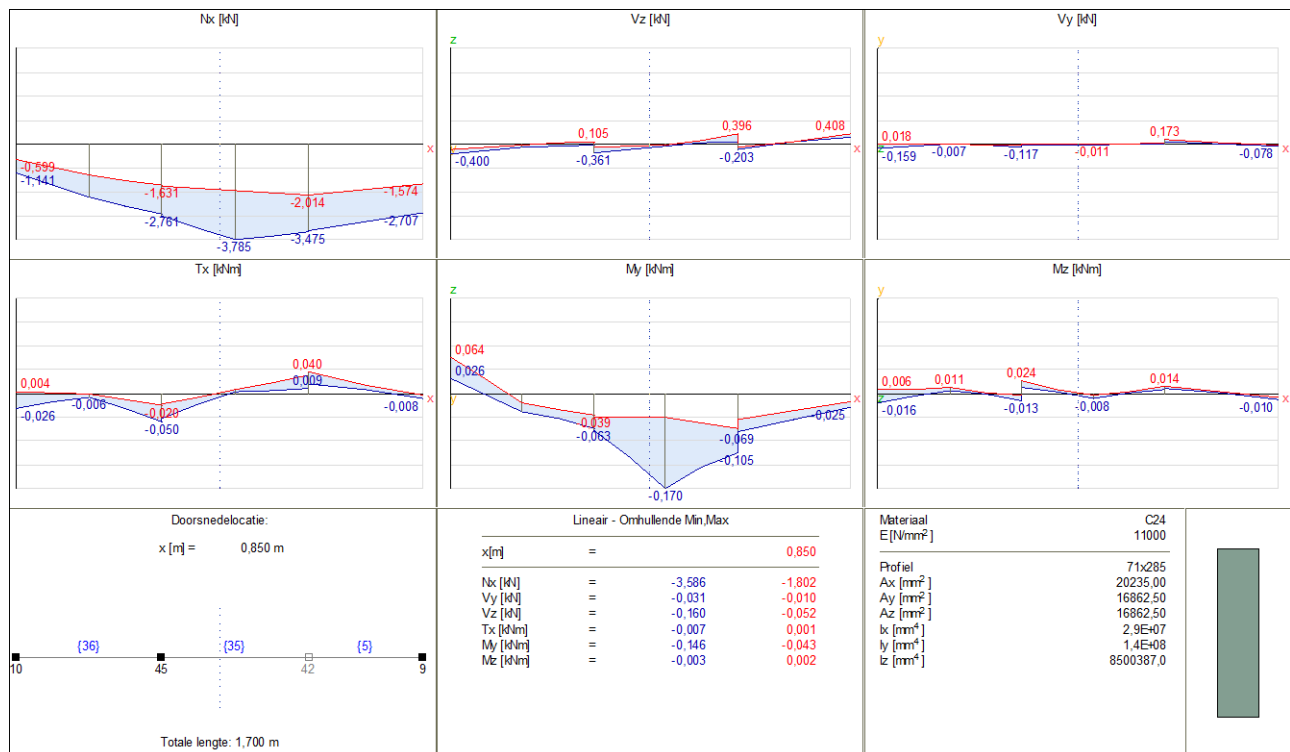 Nx [kN]
-0,599
-1,141
-1,631
-2,761
-3,785
-2,014
-3,475
-1,574
-2,707
x
Vz [kN]
z
y
-0,400
0,105
-0,361
0,396
-0,203
0,408
x
Vy [kN]
y
z
0,018
-0,159
-0,007
-0,117
-0,011
0,173
-0,078
x
Tx [kNm]
0,004
-0,026
-0,006
-0,020
-0,050
0,040
0,009
-0,008
x
My [kNm]
z
y
0,064
0,026
-0,039
-0,063
-0,170
-0,069
-0,105
-0,025
x
Mz [kNm]
y
z
0,006
-0,016
0,011
0,024
-0,013
-0,008
0,014
-0,010
x
Doorsnedelocatie:
x [m] = 0,850 m
{36} {35} {5}
10 45 42 9
Totale lengte: 1,700 m
Lineair - Omhullende Min,Max
x[m] = 0,850
Nx [kN] = -3,586 -1,802
Vy [kN] = -0,031 -0,010
Vz [kN] = -0,160 -0,052
Tx [kNm] = -0,007 0,001
My [kNm] = -0,146 -0,043
Mz [kNm] = -0,003 0,002
Materiaal C24
E[N/mm²] 11000
Profiel 71x285
Ax [mm²] 20235,00
Ay [mm²] 16862,50
Az [mm²] 16862,50
Ix [mm⁴] 2,9E+07
Iy [mm⁴] 1,4E+08
Iz [mm⁴] 8500387,0